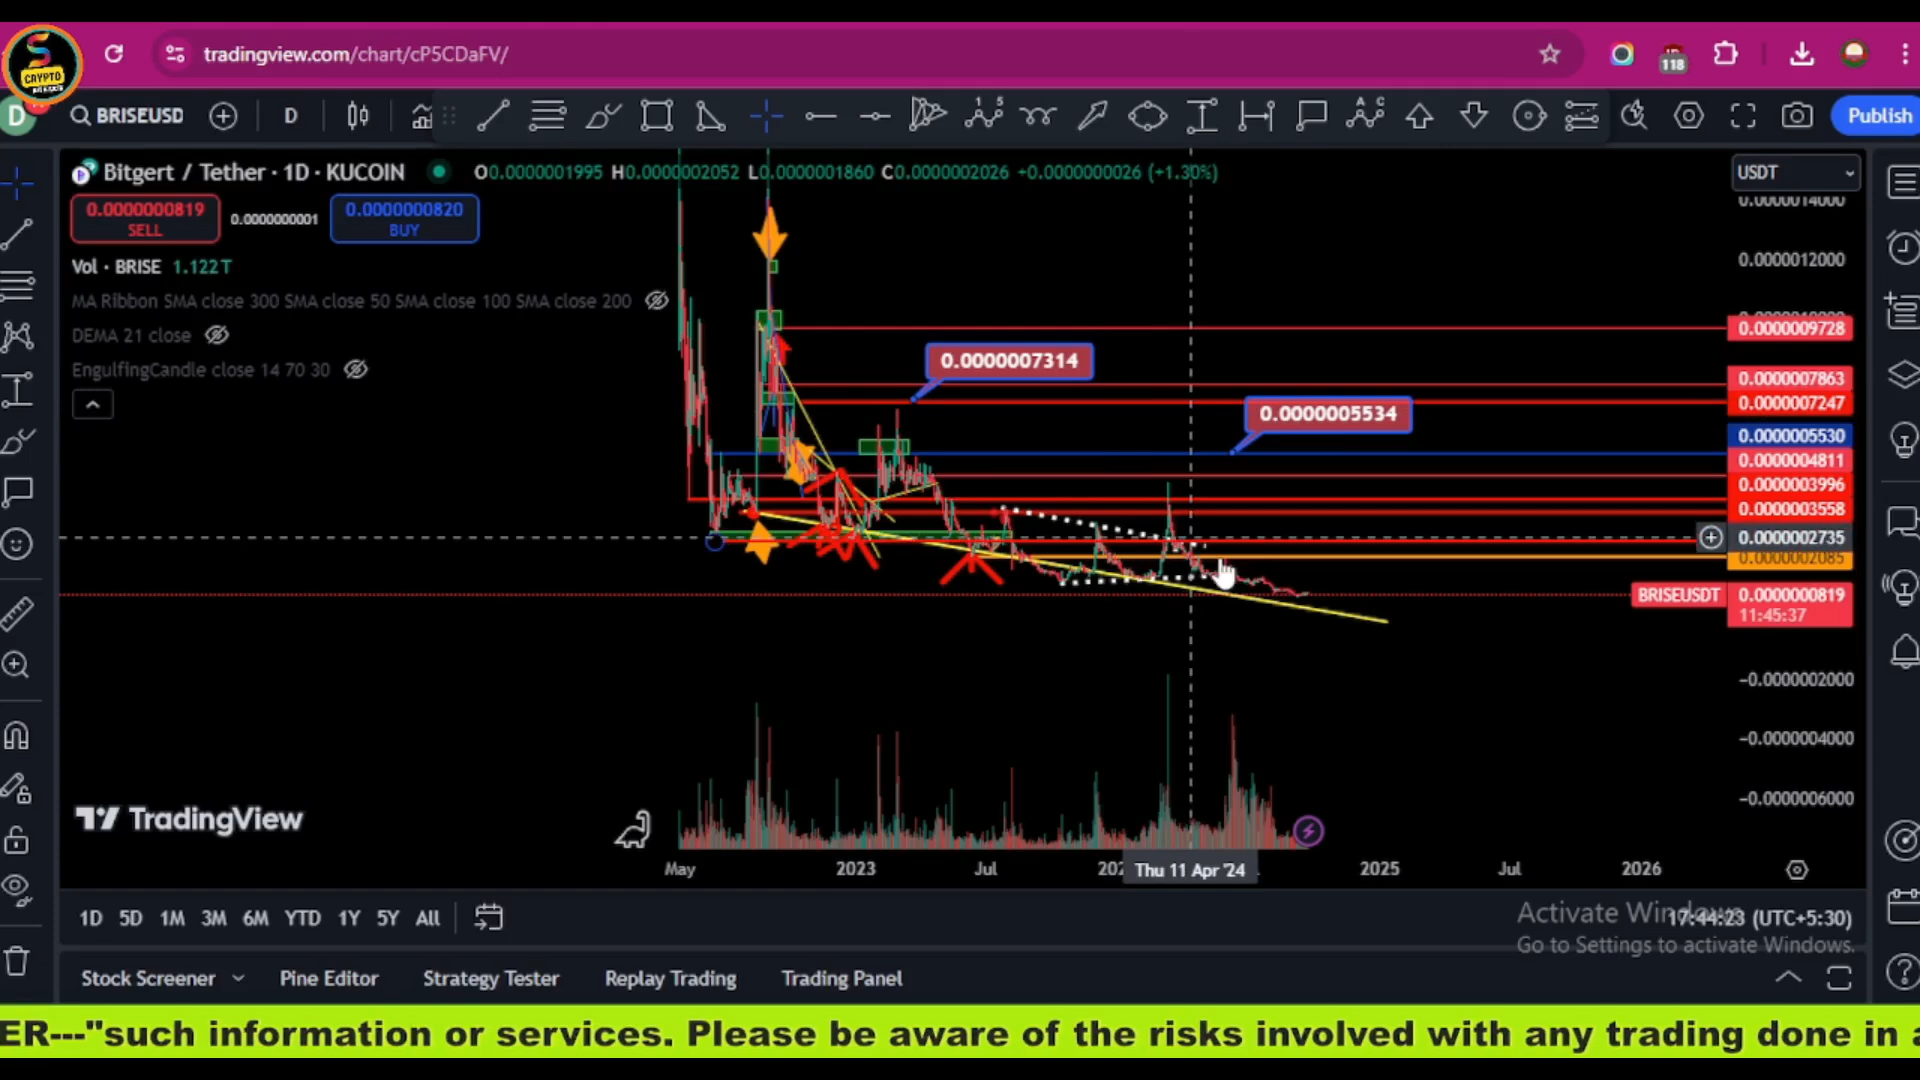 S
CRYPTO
tradingview.com/chart/cP5CDaFV/
118
D
BRISEUSD
D
Publish
Bitgert / Tether · 1D · KUCOIN
O0.0000001995 H0.0000002052 L0.0000001860 C0.0000002026 +0.0000000026 (+1.30%)
USDT
0.0000000819
SELL
0.0000000001
0.0000000820
BUY
0.0000014000
Vol · BRISE 1.122T
0.0000012000
MA Ribbon SMA close 300 SMA close 50 SMA close 100 SMA close 200
0.0000009728
DEMA 21 close
EngulfingCandle close 14 70 30
0.0000007314
0.0000007863
0.0000007247
0.0000005534
0.0000005530
0.0000004811
0.0000003996
0.0000003558
0.0000002735
0.0000002085
BRISEUSDT
0.0000000819
11:45:37
−0.0000002000
−0.0000004000
−0.0000006000
TradingView
May
2023
Jul
202
Thu 11 Apr '24
2025
Jul
2026
1D 5D 1M 3M 6M YTD 1Y 5Y All
17:44:23 (UTC+5:30)
Activate Windows
Go to Settings to activate Windows.
Stock Screener
Pine Editor
Strategy Tester
Replay Trading
Trading Panel
ER---"such information or services. Please be aware of the risks involved with any trading done in a